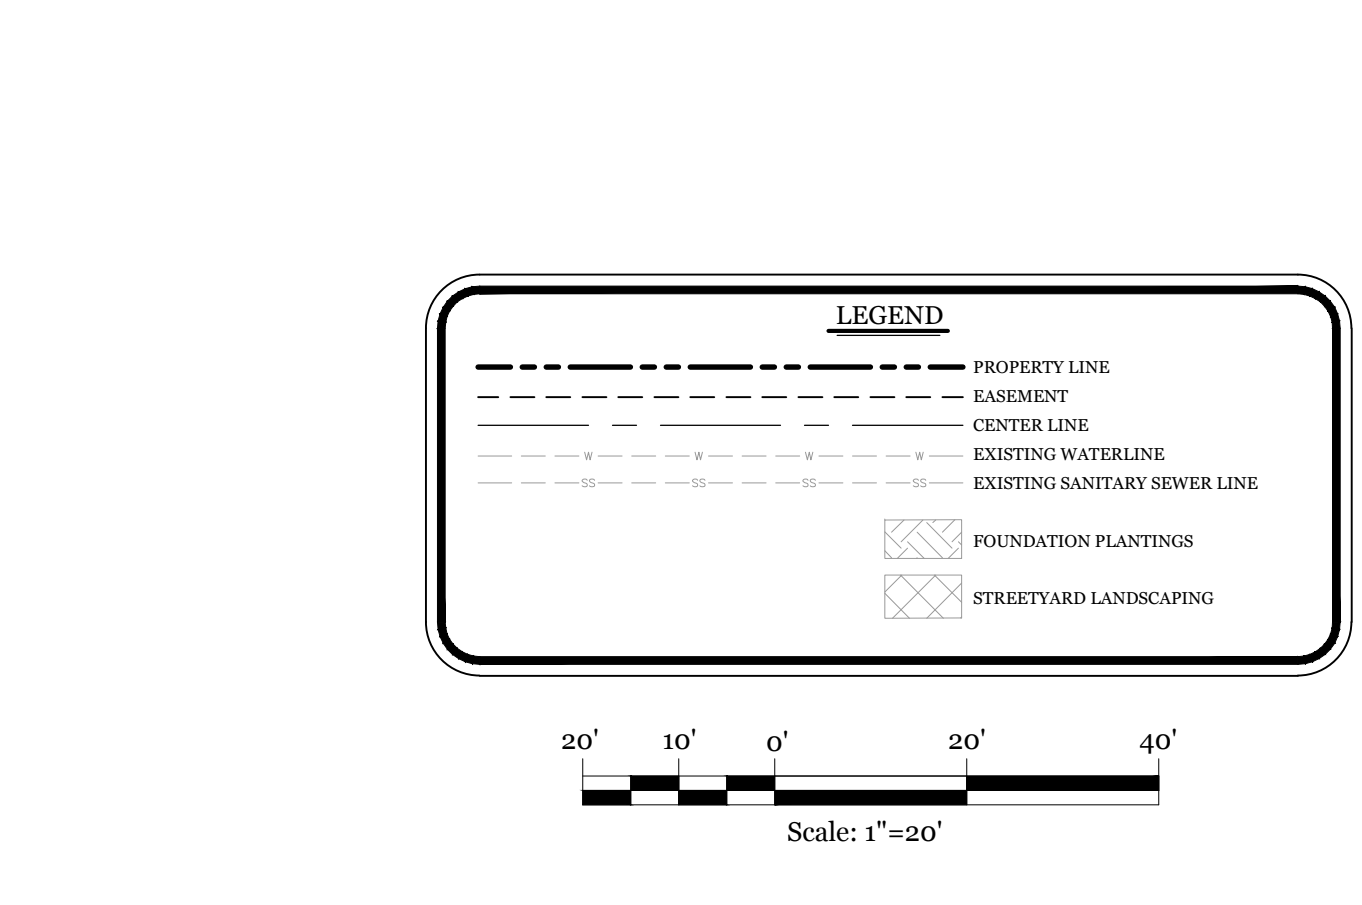 LEGEND
PROPERTY LINE
EASEMENT
CENTER LINE
W W W W EXISTING WATERLINE
SS SS SS SS EXISTING SANITARY SEWER LINE
FOUNDATION PLANTINGS
STREETYARD LANDSCAPING
20' 10' 0' 20' 40'
Scale: 1"=20'